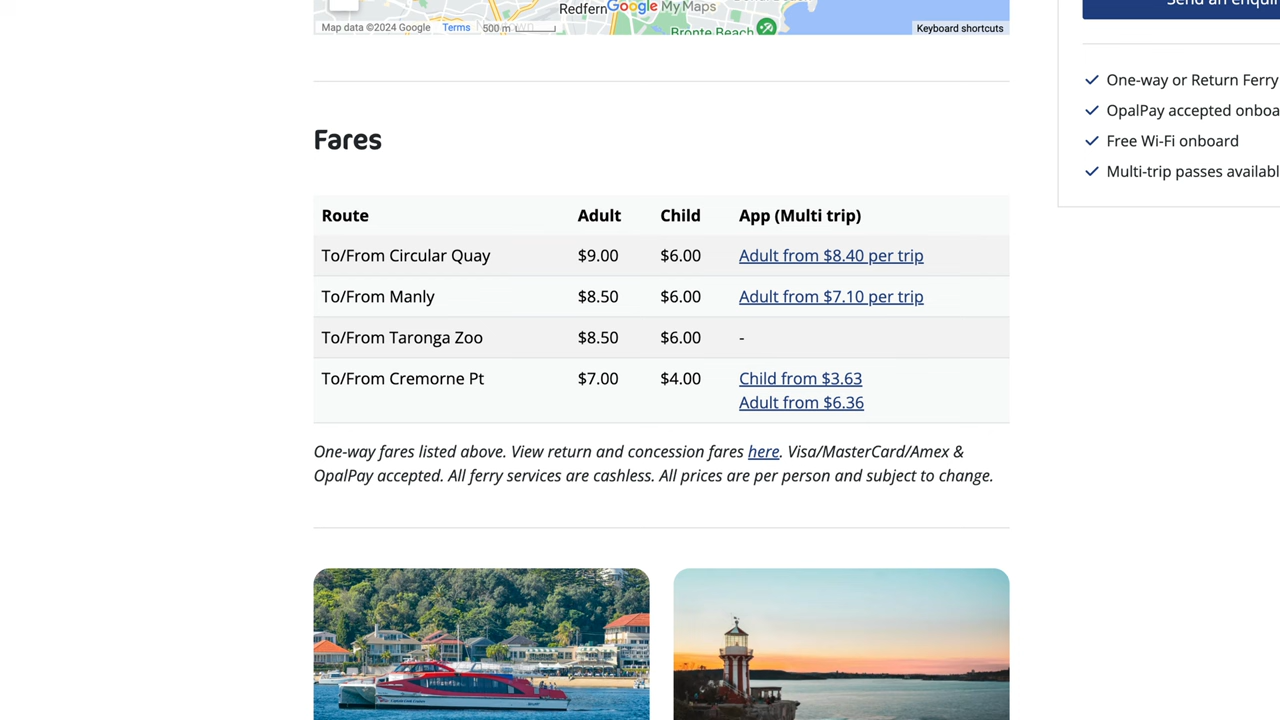 Redfern
Google My Maps
Map data ©2024 Google Terms 500 m
Bronte Beach
Keyboard shortcuts
Fares
Route Adult Child App (Multi trip)
To/From Circular Quay $9.00 $6.00 Adult from $8.40 per trip
To/From Manly $8.50 $6.00 Adult from $7.10 per trip
To/From Taronga Zoo $8.50 $6.00 -
To/From Cremorne Pt $7.00 $4.00 Child from $3.63
Adult from $6.36
One-way fares listed above. View return and concession fares here. Visa/MasterCard/Amex &
OpalPay accepted. All ferry services are cashless. All prices are per person and subject to change.
Send an enquir
One-way or Return Ferry
OpalPay accepted onboa
Free Wi-Fi onboard
Multi-trip passes availabl